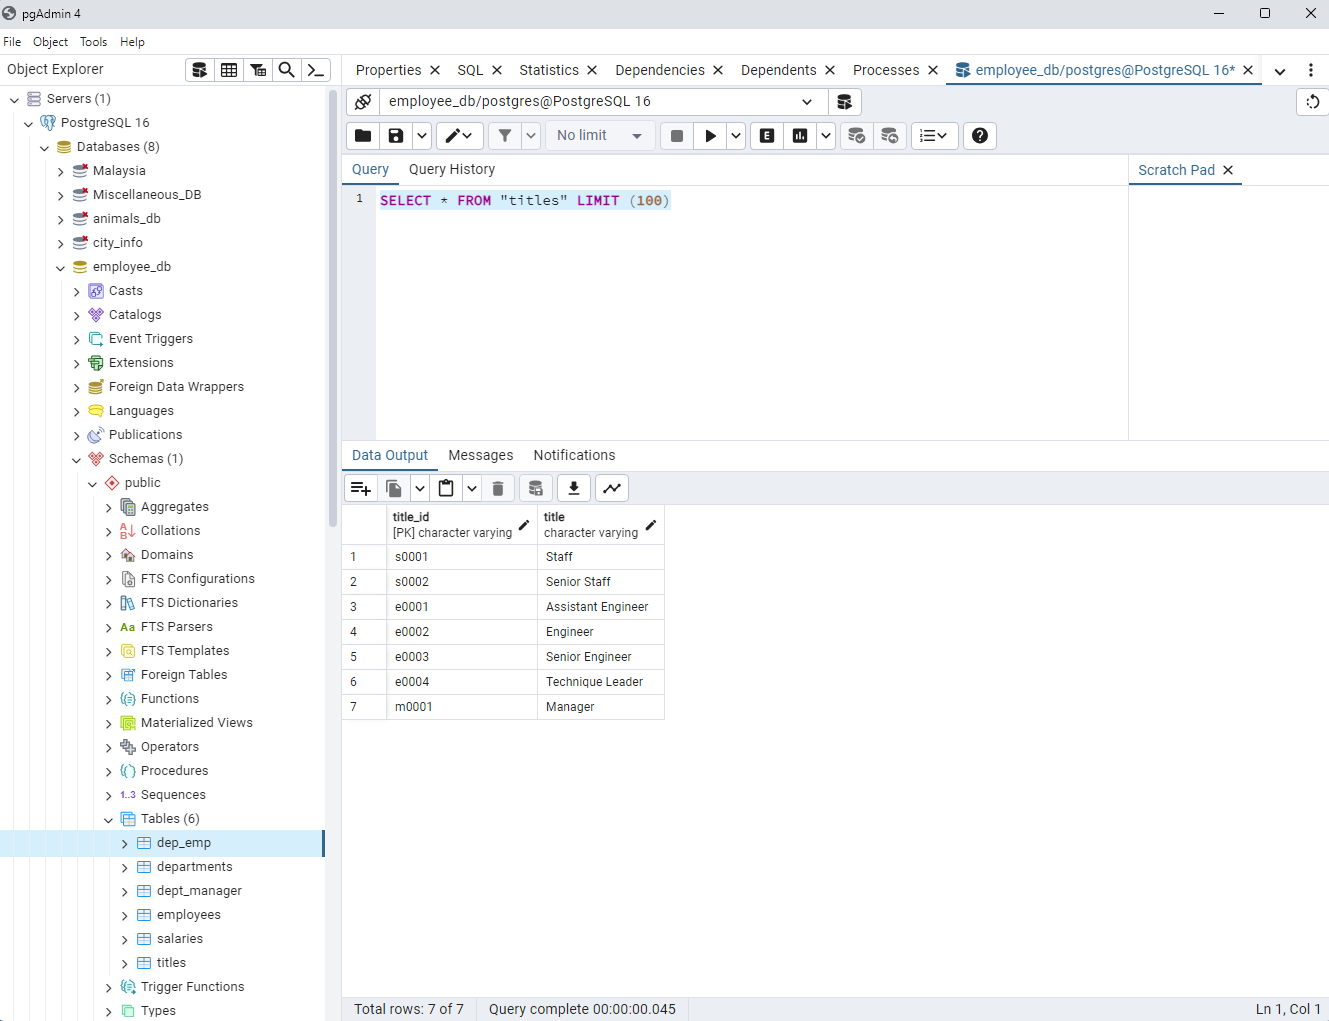 pgAdmin 4
File Object Tools Help
Object Explorer
Servers (1)
PostgreSQL 16
Databases (8)
Malaysia
Miscellaneous_DB
animals_db
city_info
employee_db
Casts
Catalogs
Event Triggers
Extensions
Foreign Data Wrappers
Languages
Publications
Schemas (1)
public
Aggregates
Collations
Domains
FTS Configurations
FTS Dictionaries
Aa FTS Parsers
FTS Templates
Foreign Tables
Functions
Materialized Views
Operators
Procedures
1..3 Sequences
Tables (6)
dep_emp
departments
dept_manager
employees
salaries
titles
Trigger Functions
Types
Properties SQL Statistics Dependencies Dependents Processes employee_db/postgres@PostgreSQL 16*
employee_db/postgres@PostgreSQL 16
No limit E
Query Query History
Scratch Pad
1 SELECT * FROM "titles" LIMIT (100)
Data Output Messages Notifications
title_id title
[PK] character varying character varying
1 s0001 Staff
2 s0002 Senior Staff
3 e0001 Assistant Engineer
4 e0002 Engineer
5 e0003 Senior Engineer
6 e0004 Technique Leader
7 m0001 Manager
Total rows: 7 of 7 Query complete 00:00:00.045 Ln 1, Col 1